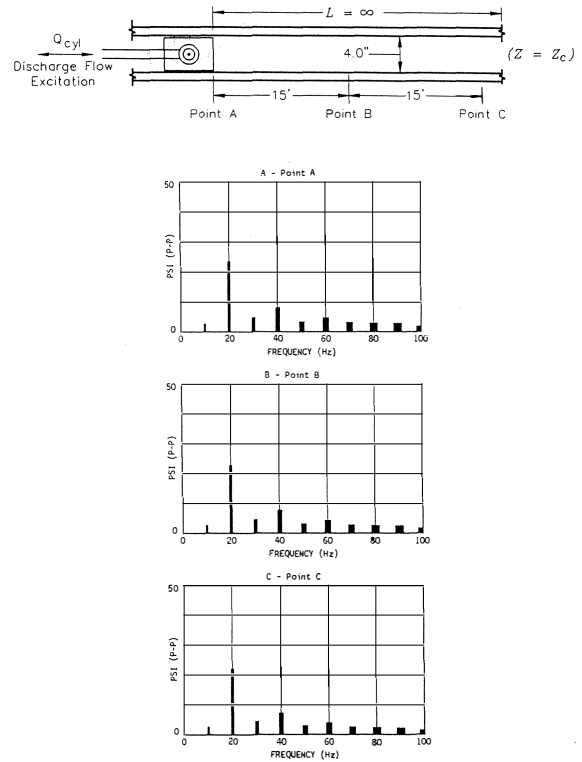 L = ∞
Qcyl
Discharge Flow
Excitation
4.0"
(Z = Zc)
15'
15'
Point A
Point B
Point C
A - Point A
50
PSI (P-P)
0
0 20 40 60 80 100
FREQUENCY (Hz)
B - Point B
50
PSI (P-P)
0
0 20 40 60 80 100
FREQUENCY (Hz)
C - Point C
50
PSI (P-P)
0
0 20 40 60 80 100
FREQUENCY (Hz)